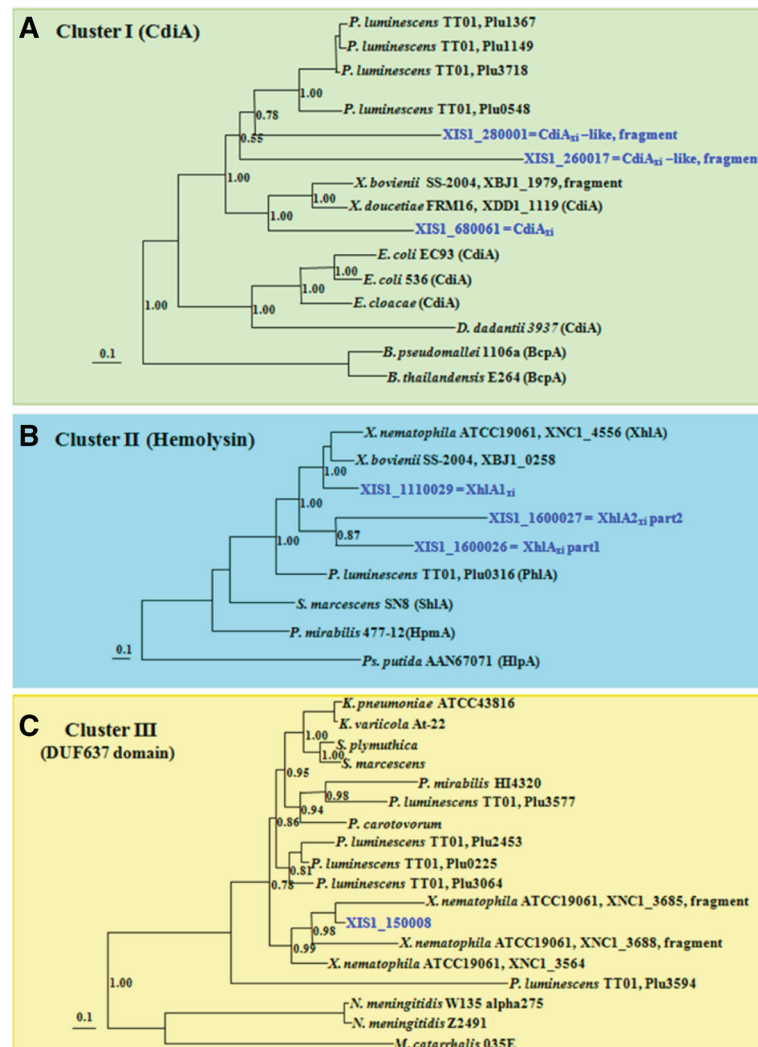 A Cluster I (CdiA)
P. luminescens TT01, Plu1367
P. luminescens TT01, Plu1149
P. luminescens TT01, Plu3718
1.00
P. luminescens TT01, Plu0548
0.78
XIS1_280001=CdiAxi –like, fragment
0.55
XIS1_260017=CdiAxi –like, fragment
1.00
X. bovienii SS-2004, XBJ1_1979, fragment
1.00
X. doucetiae FRM16, XDD1_1119 (CdiA)
1.00
XIS1_680061=CdiAxi
E. coli EC93 (CdiA)
1.00
E. coli 536 (CdiA)
1.00
E. cloacae (CdiA)
1.00
1.00
D. dadantii 3937 (CdiA)
0.1
B. pseudomallei 1106a (BcpA)
B. thailandensis E264 (BcpA)
B Cluster II (Hemolysin)
X. nematophila ATCC19061, XNC1_4556 (XhlA)
X. bovienii SS-2004, XBJ1_0258
1.00
XIS1_1110029=XhlA1xi
1.00
XIS1_1600027= XhlA2xi part2
0.87
1.00
XIS1_1600026= XhlAxi part1
P. luminescens TT01, Plu0316 (PhlA)
S. marcescens SN8 (ShlA)
P. mirabilis 477-12(HpmA)
0.1
Ps. putida AAN67071 (HlpA)
C Cluster III
(DUF637 domain)
K. pneumoniae ATCC43816
K. variicola At-22
1.00
S. plymuthica
1.00
S. marcescens
0.95
P. mirabilis HI4320
0.98
P. luminescens TT01, Plu3577
0.94
0.86
P. carotovorum
P. luminescens TT01, Plu2453
P. luminescens TT01, Plu0225
0.81
0.78
P. luminescens TT01, Plu3064
X. nematophila ATCC19061, XNC1_3685, fragment
XIS1_150008
0.98
X. nematophila ATCC19061, XNC1_3688, fragment
0.99
X. nematophila ATCC19061, XNC1_3564
1.00
P. luminescens TT01, Plu3594
N. meningitidis W135 alpha275
0.1
N. meningitidis Z2491
M. catarrhalis 035E